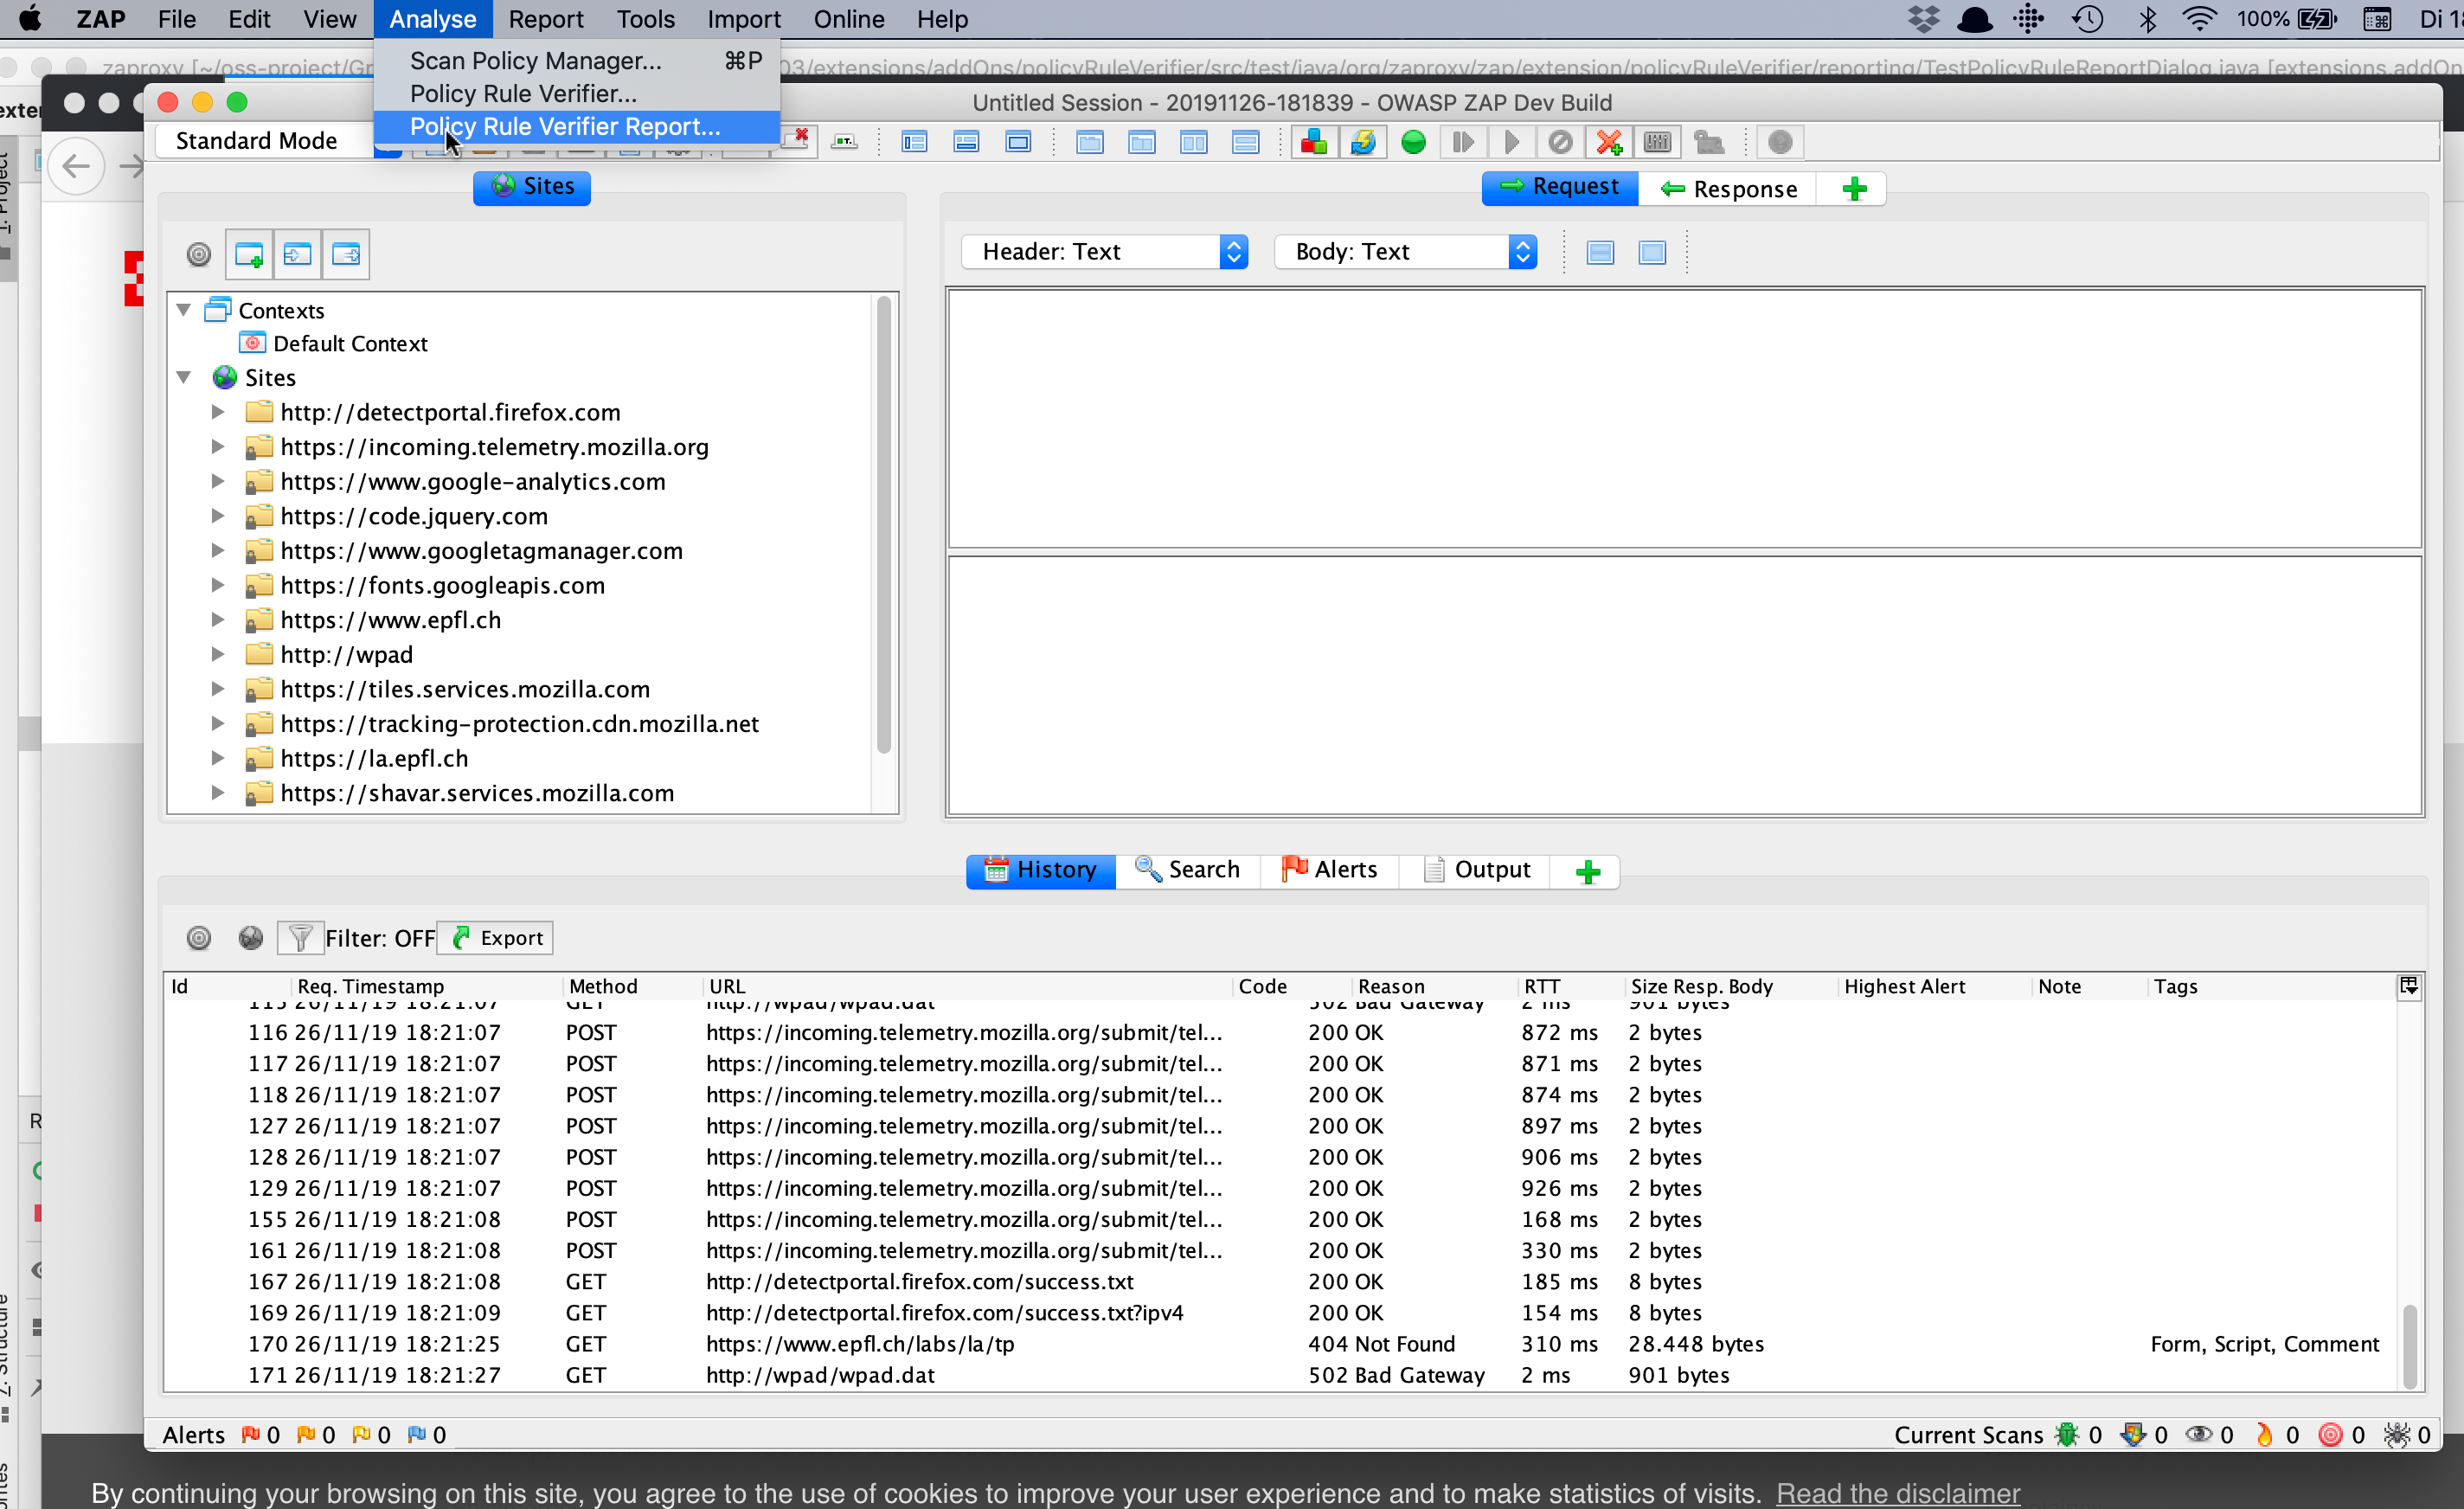 ZAP File Edit View Analyse Report Tools Import Online Help 100% Di 18
Scan Policy Manager... ⌘P
Policy Rule Verifier...
Policy Rule Verifier Report...
zaproxy [~/oss-project/Gr 03/extensions/addOns/policyRuleVerifier/src/test/java/org/zaproxy/zap/extension/policyRuleVerifier/reporting/TestPolicyRuleReportDialog.java [extensions.addOn
Untitled Session - 20191126-181839 - OWASP ZAP Dev Build
Standard Mode
Sites
Request Response
Header: Text Body: Text
Contexts
Default Context
Sites
http://detectportal.firefox.com
https://incoming.telemetry.mozilla.org
https://www.google-analytics.com
https://code.jquery.com
https://www.googletagmanager.com
https://fonts.googleapis.com
https://www.epfl.ch
http://wpad
https://tiles.services.mozilla.com
https://tracking-protection.cdn.mozilla.net
https://la.epfl.ch
https://shavar.services.mozilla.com
History Search Alerts Output
Filter: OFF Export
Id Req. Timestamp Method URL Code Reason RTT Size Resp. Body Highest Alert Note Tags
115 26/11/19 18:21:07 GET http://wpad/wpad.dat 502 Bad Gateway 2 ms 901 bytes
116 26/11/19 18:21:07 POST https://incoming.telemetry.mozilla.org/submit/tel... 200 OK 872 ms 2 bytes
117 26/11/19 18:21:07 POST https://incoming.telemetry.mozilla.org/submit/tel... 200 OK 871 ms 2 bytes
118 26/11/19 18:21:07 POST https://incoming.telemetry.mozilla.org/submit/tel... 200 OK 874 ms 2 bytes
127 26/11/19 18:21:07 POST https://incoming.telemetry.mozilla.org/submit/tel... 200 OK 897 ms 2 bytes
128 26/11/19 18:21:07 POST https://incoming.telemetry.mozilla.org/submit/tel... 200 OK 906 ms 2 bytes
129 26/11/19 18:21:07 POST https://incoming.telemetry.mozilla.org/submit/tel... 200 OK 926 ms 2 bytes
155 26/11/19 18:21:08 POST https://incoming.telemetry.mozilla.org/submit/tel... 200 OK 168 ms 2 bytes
161 26/11/19 18:21:08 POST https://incoming.telemetry.mozilla.org/submit/tel... 200 OK 330 ms 2 bytes
167 26/11/19 18:21:08 GET http://detectportal.firefox.com/success.txt 200 OK 185 ms 8 bytes
169 26/11/19 18:21:09 GET http://detectportal.firefox.com/success.txt?ipv4 200 OK 154 ms 8 bytes
170 26/11/19 18:21:25 GET https://www.epfl.ch/labs/la/tp 404 Not Found 310 ms 28.448 bytes Form, Script, Comment
171 26/11/19 18:21:27 GET http://wpad/wpad.dat 502 Bad Gateway 2 ms 901 bytes
Alerts 0 0 0 0 Current Scans 0 0 0 0 0 0
By continuing your browsing on this site, you agree to the use of cookies to improve your user experience and to make statistics of visits. Read the disclaimer